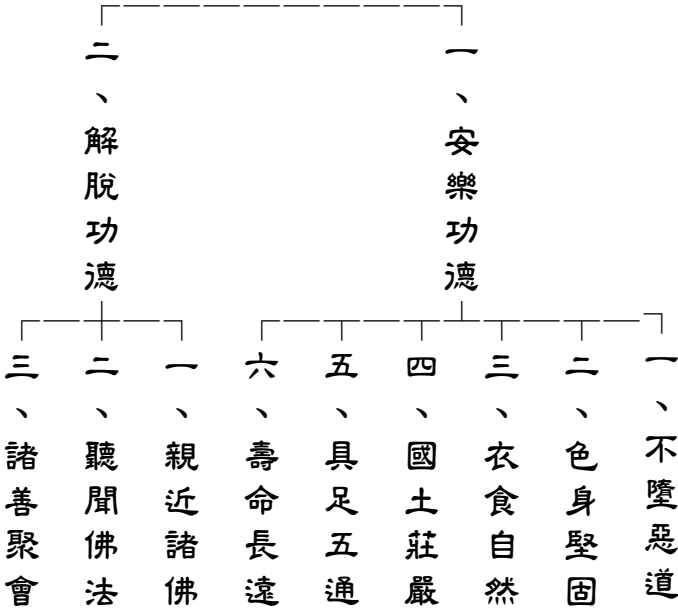 一、安樂功德
一、不墮惡道
二、色身堅固
三、衣食自然
四、國土莊嚴
五、具足五通
六、壽命長遠
二、解脫功德
一、親近諸佛
二、聽聞佛法
三、諸善聚會